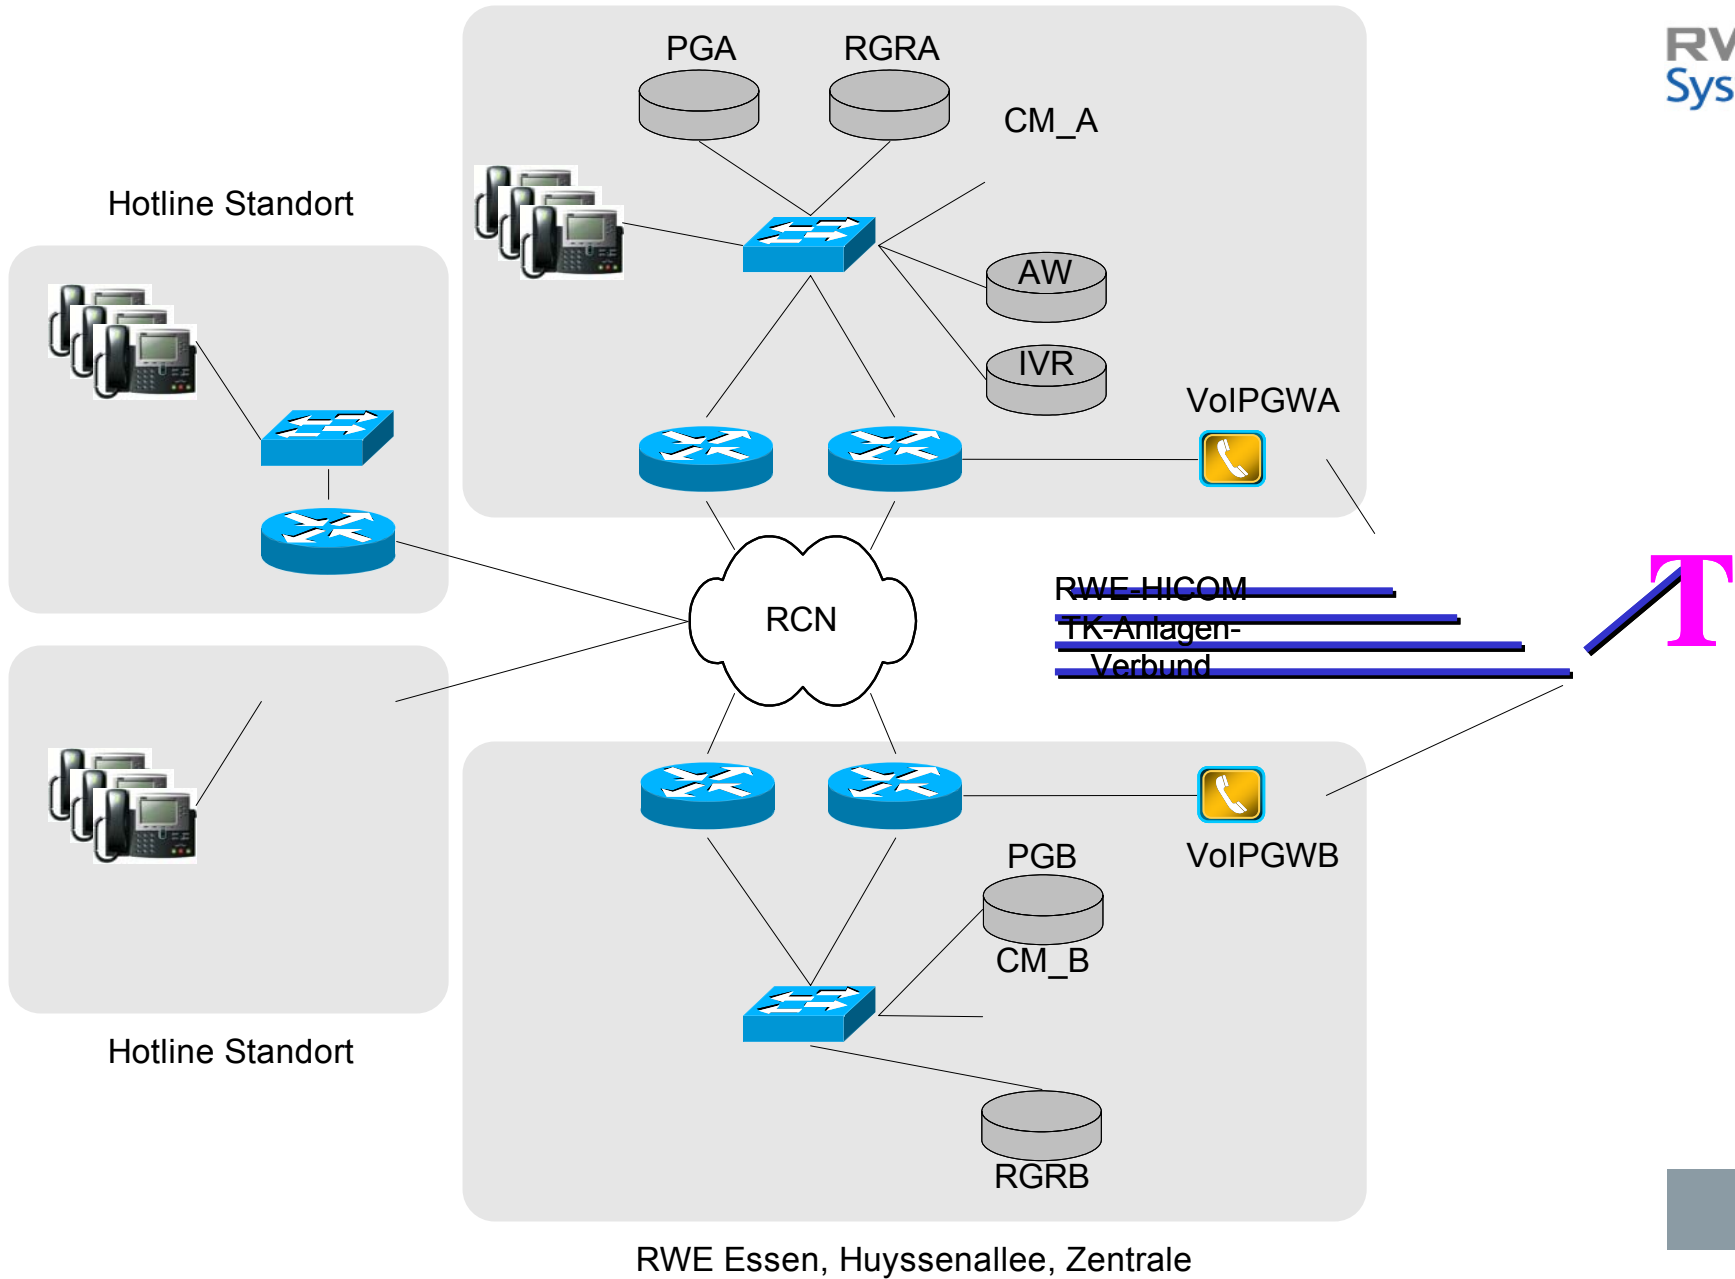 PGA
RGRA
CM_A
Hotline Standort
AW
IVR
VoIPGWA
RCN
RWE-HICOM
TK-Anlagen-
Verbund
T
PGB
VoIPGWB
CM_B
Hotline Standort
RGRB
RWE Essen, Huyssenallee, Zentrale